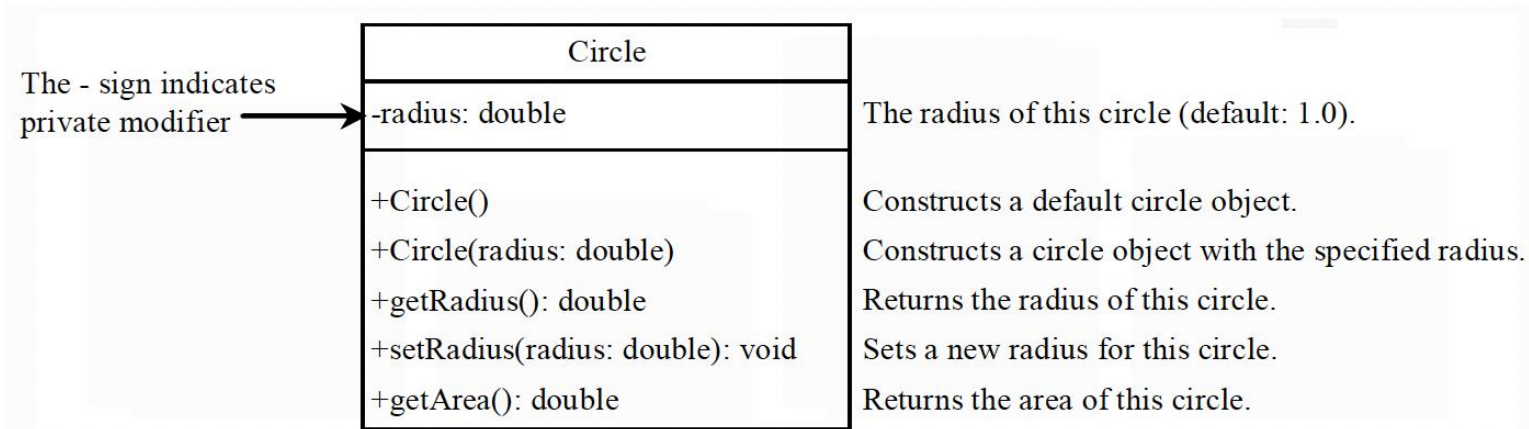 Circle
The - sign indicates
private modifier
-radius: double
The radius of this circle (default: 1.0).
+Circle()
Constructs a default circle object.
+Circle(radius: double)
Constructs a circle object with the specified radius.
+getRadius(): double
Returns the radius of this circle.
+setRadius(radius: double): void
Sets a new radius for this circle.
+getArea(): double
Returns the area of this circle.